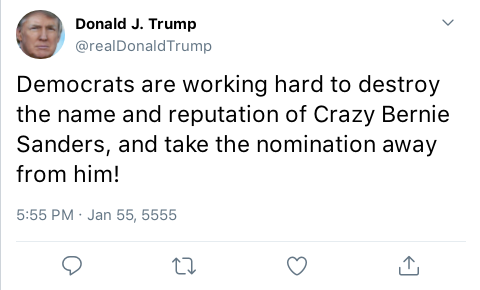 Donald J. Trump
@realDonaldTrump
Democrats are working hard to destroy
the name and reputation of Crazy Bernie
Sanders, and take the nomination away
from him!
5:55 PM · Jan 55, 5555